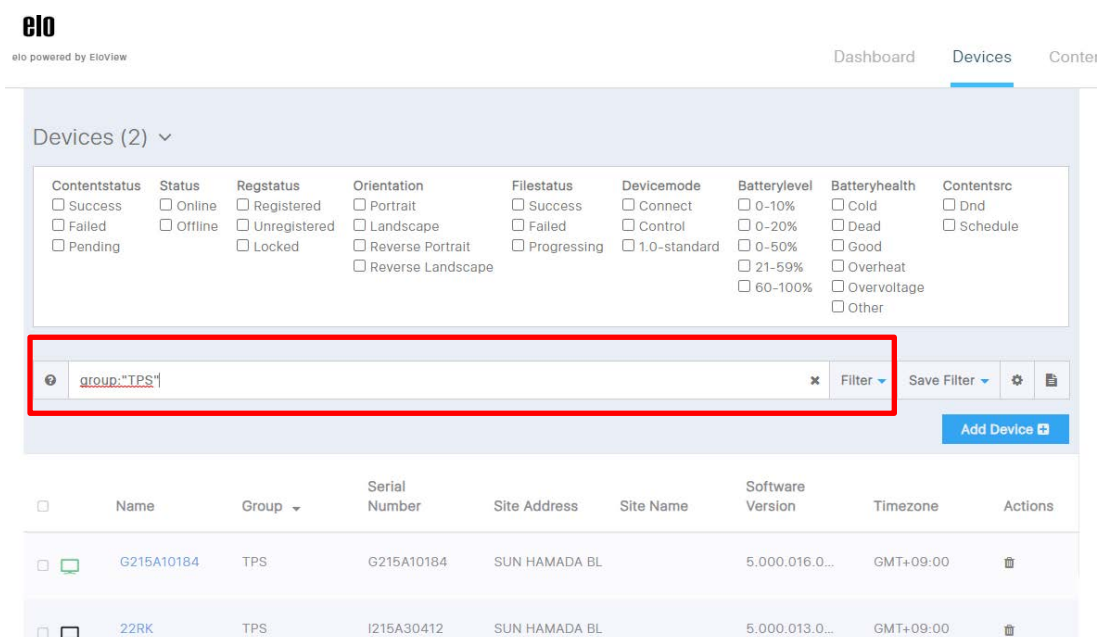 elo
elo powered by EloView
Dashboard Devices Conter
Devices (2)
Contentstatus Status Regstatus Orientation Filestatus Devicemode Batterylevel Batteryhealth Contentsrc
Success Online Registered Portrait Success Connect 0-10% Cold Dnd
Failed Offline Unregistered Landscape Failed Control 0-20% Dead Schedule
Pending Locked Reverse Portrait Progressing 1.0-standard 0-50% Good
Reverse Landscape 21-59% Overheat
60-100% Overvoltage
Other
group:"TPS" Filter Save Filter
Add Device
Name Group Serial Number Site Address Site Name Software Version Timezone Actions
G215A10184 TPS G215A10184 SUN HAMADA BL 5.000.016.0... GMT+09:00
22RK TPS I215A30412 SUN HAMADA BL 5.000.013.0... GMT+09:00